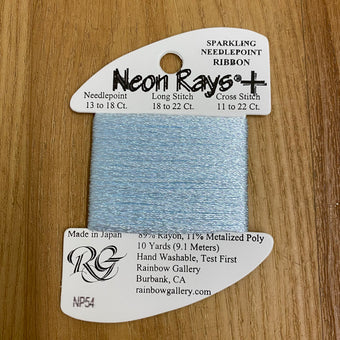 SPARKLING
NEEDLEPOINT
RIBBON
Neon Rays®+
Needlepoint Long Stitch Cross Stitch
13 to 18 Ct. 18 to 22 Ct. 11 to 22 Ct.
Made in Japan 89% Rayon, 11% Metalized Poly
10 Yards (9.1 Meters)
Hand Washable, Test First
Rainbow Gallery
Burbank, CA
rainbowgallery.com
RG
NP54